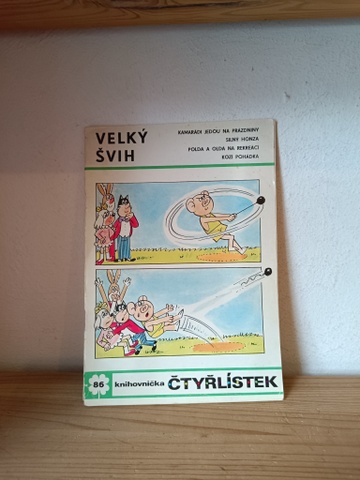 VELKÝ
ŠVIH
KAMARÁDI JEDOU NA PRÁZDNINY
SILNÝ HONZA
POLDA A OLDA NA REKREACI
KOZÍ POHÁDKA
86 knihovnička ČTYŘLÍSTEK